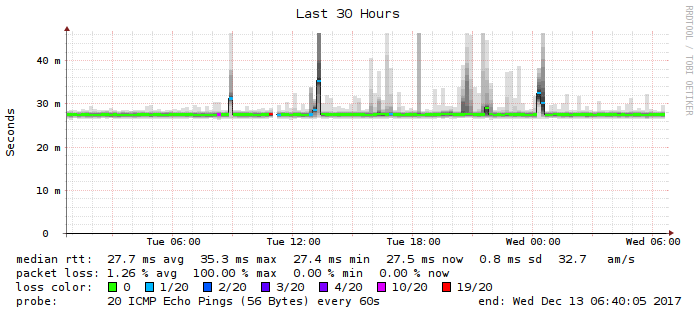 Last 30 Hours
RRDTOOL / TOBI OETIKER
Seconds
40 m
30 m
20 m
10 m
0
Tue 06:00 Tue 12:00 Tue 18:00 Wed 00:00 Wed 06:00
median rtt: 27.7 ms avg 35.3 ms max 27.4 ms min 27.5 ms now 0.8 ms sd 32.7 am/s
packet loss: 1.26 % avg 100.00 % max 0.00 % min 0.00 % now
loss color: 0 1/20 2/20 3/20 4/20 10/20 19/20
probe: 20 ICMP Echo Pings (56 Bytes) every 60s end: Wed Dec 13 06:40:05 2017